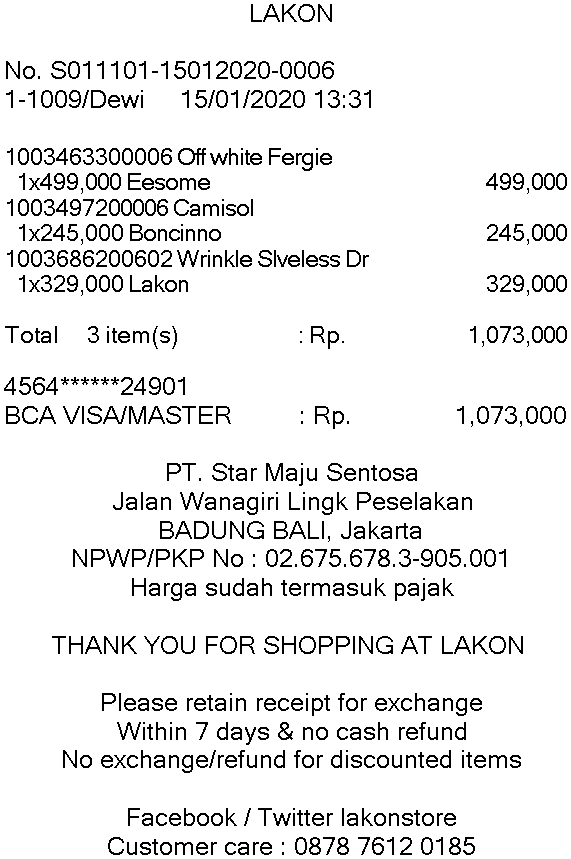 LAKON
No. S011101-15012020-0006
1-1009/Dewi 15/01/2020 13:31
1003463300006 Off white Fergie
1x499,000 Eesome 499,000
1003497200006 Camisol
1x245,000 Boncinno 245,000
1003686200602 Wrinkle Slveless Dr
1x329,000 Lakon 329,000
Total 3 item(s) : Rp. 1,073,000
4564******24901
BCA VISA/MASTER : Rp. 1,073,000
PT. Star Maju Sentosa
Jalan Wanagiri Lingk Peselakan
BADUNG BALI, Jakarta
NPWP/PKP No : 02.675.678.3-905.001
Harga sudah termasuk pajak
THANK YOU FOR SHOPPING AT LAKON
Please retain receipt for exchange
Within 7 days & no cash refund
No exchange/refund for discounted items
Facebook / Twitter lakonstore
Customer care : 0878 7612 0185